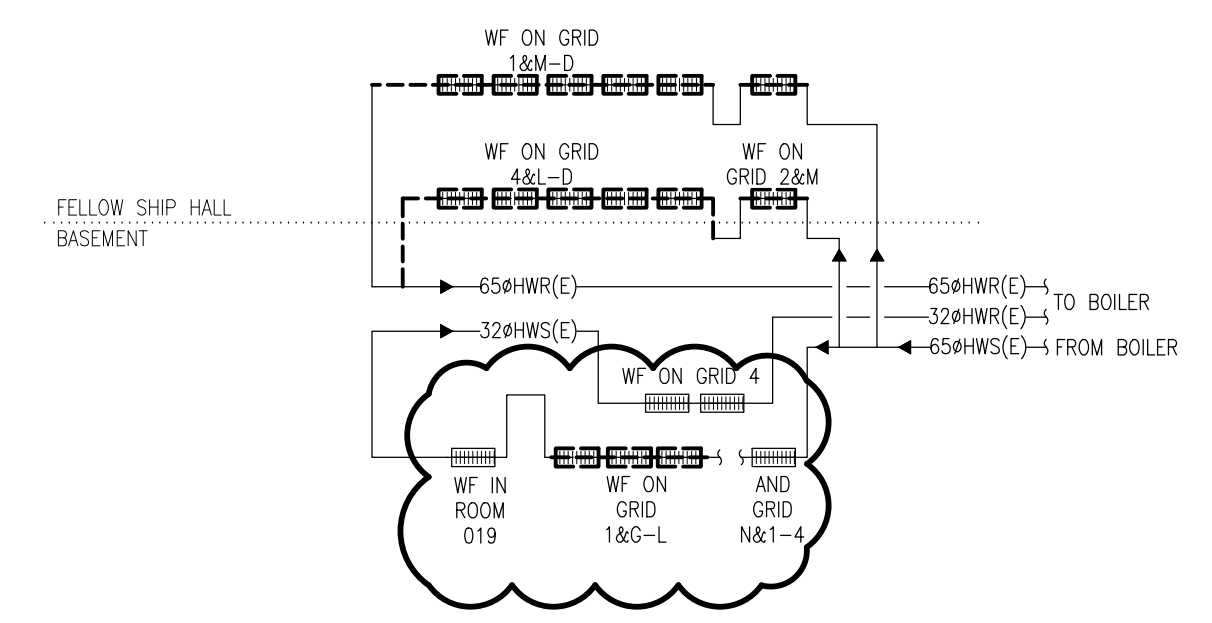 WF ON GRID
1&M-D
WF ON GRID
4&L-D
WF ON
GRID 2&M
FELLOW SHIP HALL
BASEMENT
65øHWR(E)
65øHWR(E)
TO BOILER
32øHWS(E)
32øHWR(E)
65øHWS(E)
FROM BOILER
WF ON GRID 4
WF IN
ROOM
019
WF ON
GRID
1&G-L
AND
GRID
N&1-4